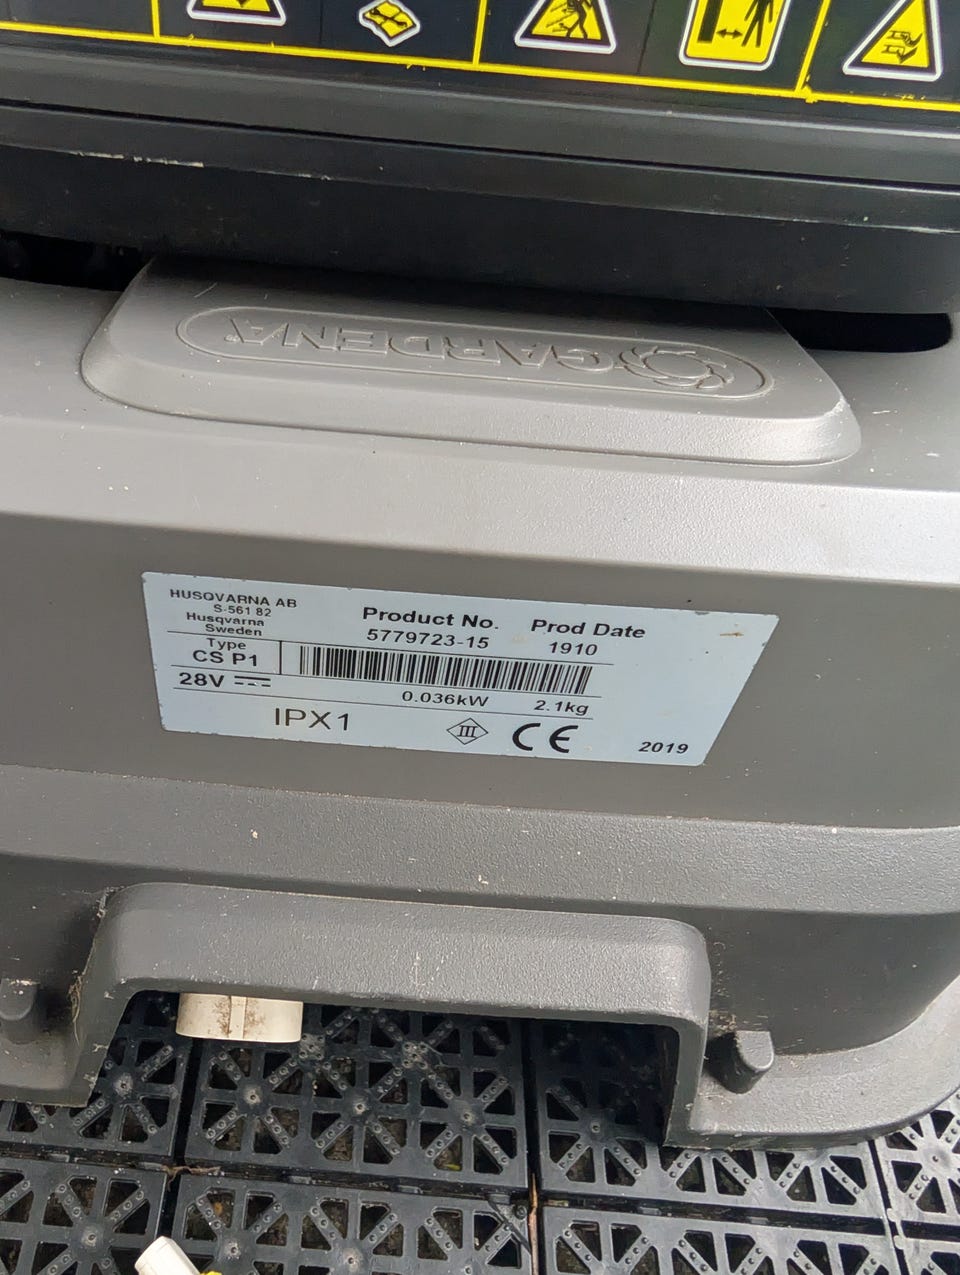 GARDENA
HUSQVARNA AB
S-561 82
Husqvarna
Sweden
Product No.
5779723-15
Prod Date
1910
Type
CS P1
28V
0.036kW
2.1kg
IPX1
III
CE
2019